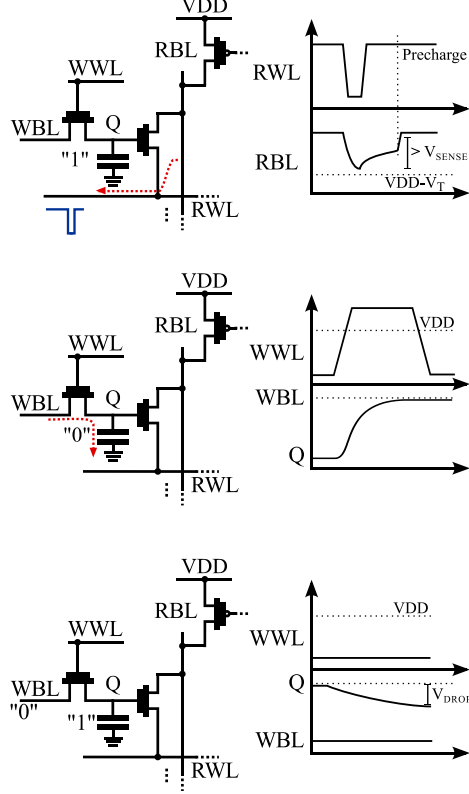 VDD
RBL
WWL
WBL
Q
"1"
RWL
RWL
Precharge
RBL
> VSENSE
VDD-VT
VDD
RBL
WWL
WBL
Q
"0"
RWL
VDD
WWL
WBL
Q
VDD
RBL
WWL
WBL
Q
"0"
"1"
RWL
VDD
WWL
Q
VDROP
WBL